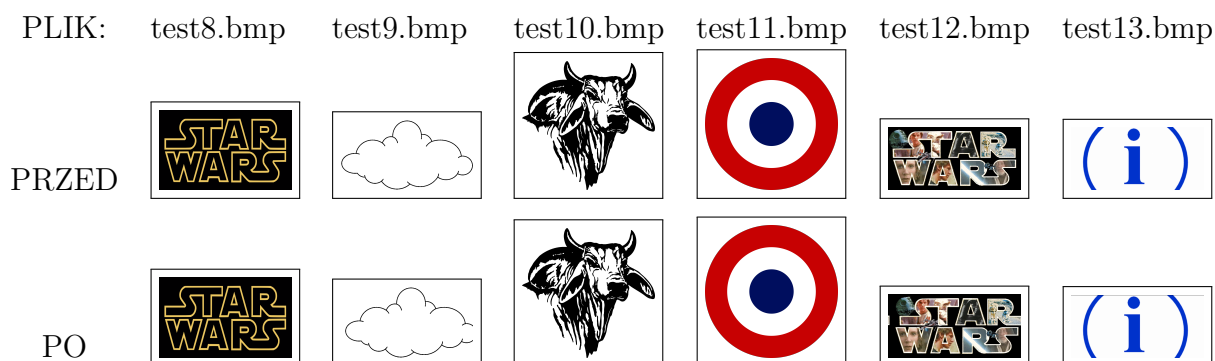 PLIK: test8.bmp test9.bmp test10.bmp test11.bmp test12.bmp test13.bmp
PRZED STAR WARS STAR WARS ( i )
PO STAR WARS STAR WARS ( i )